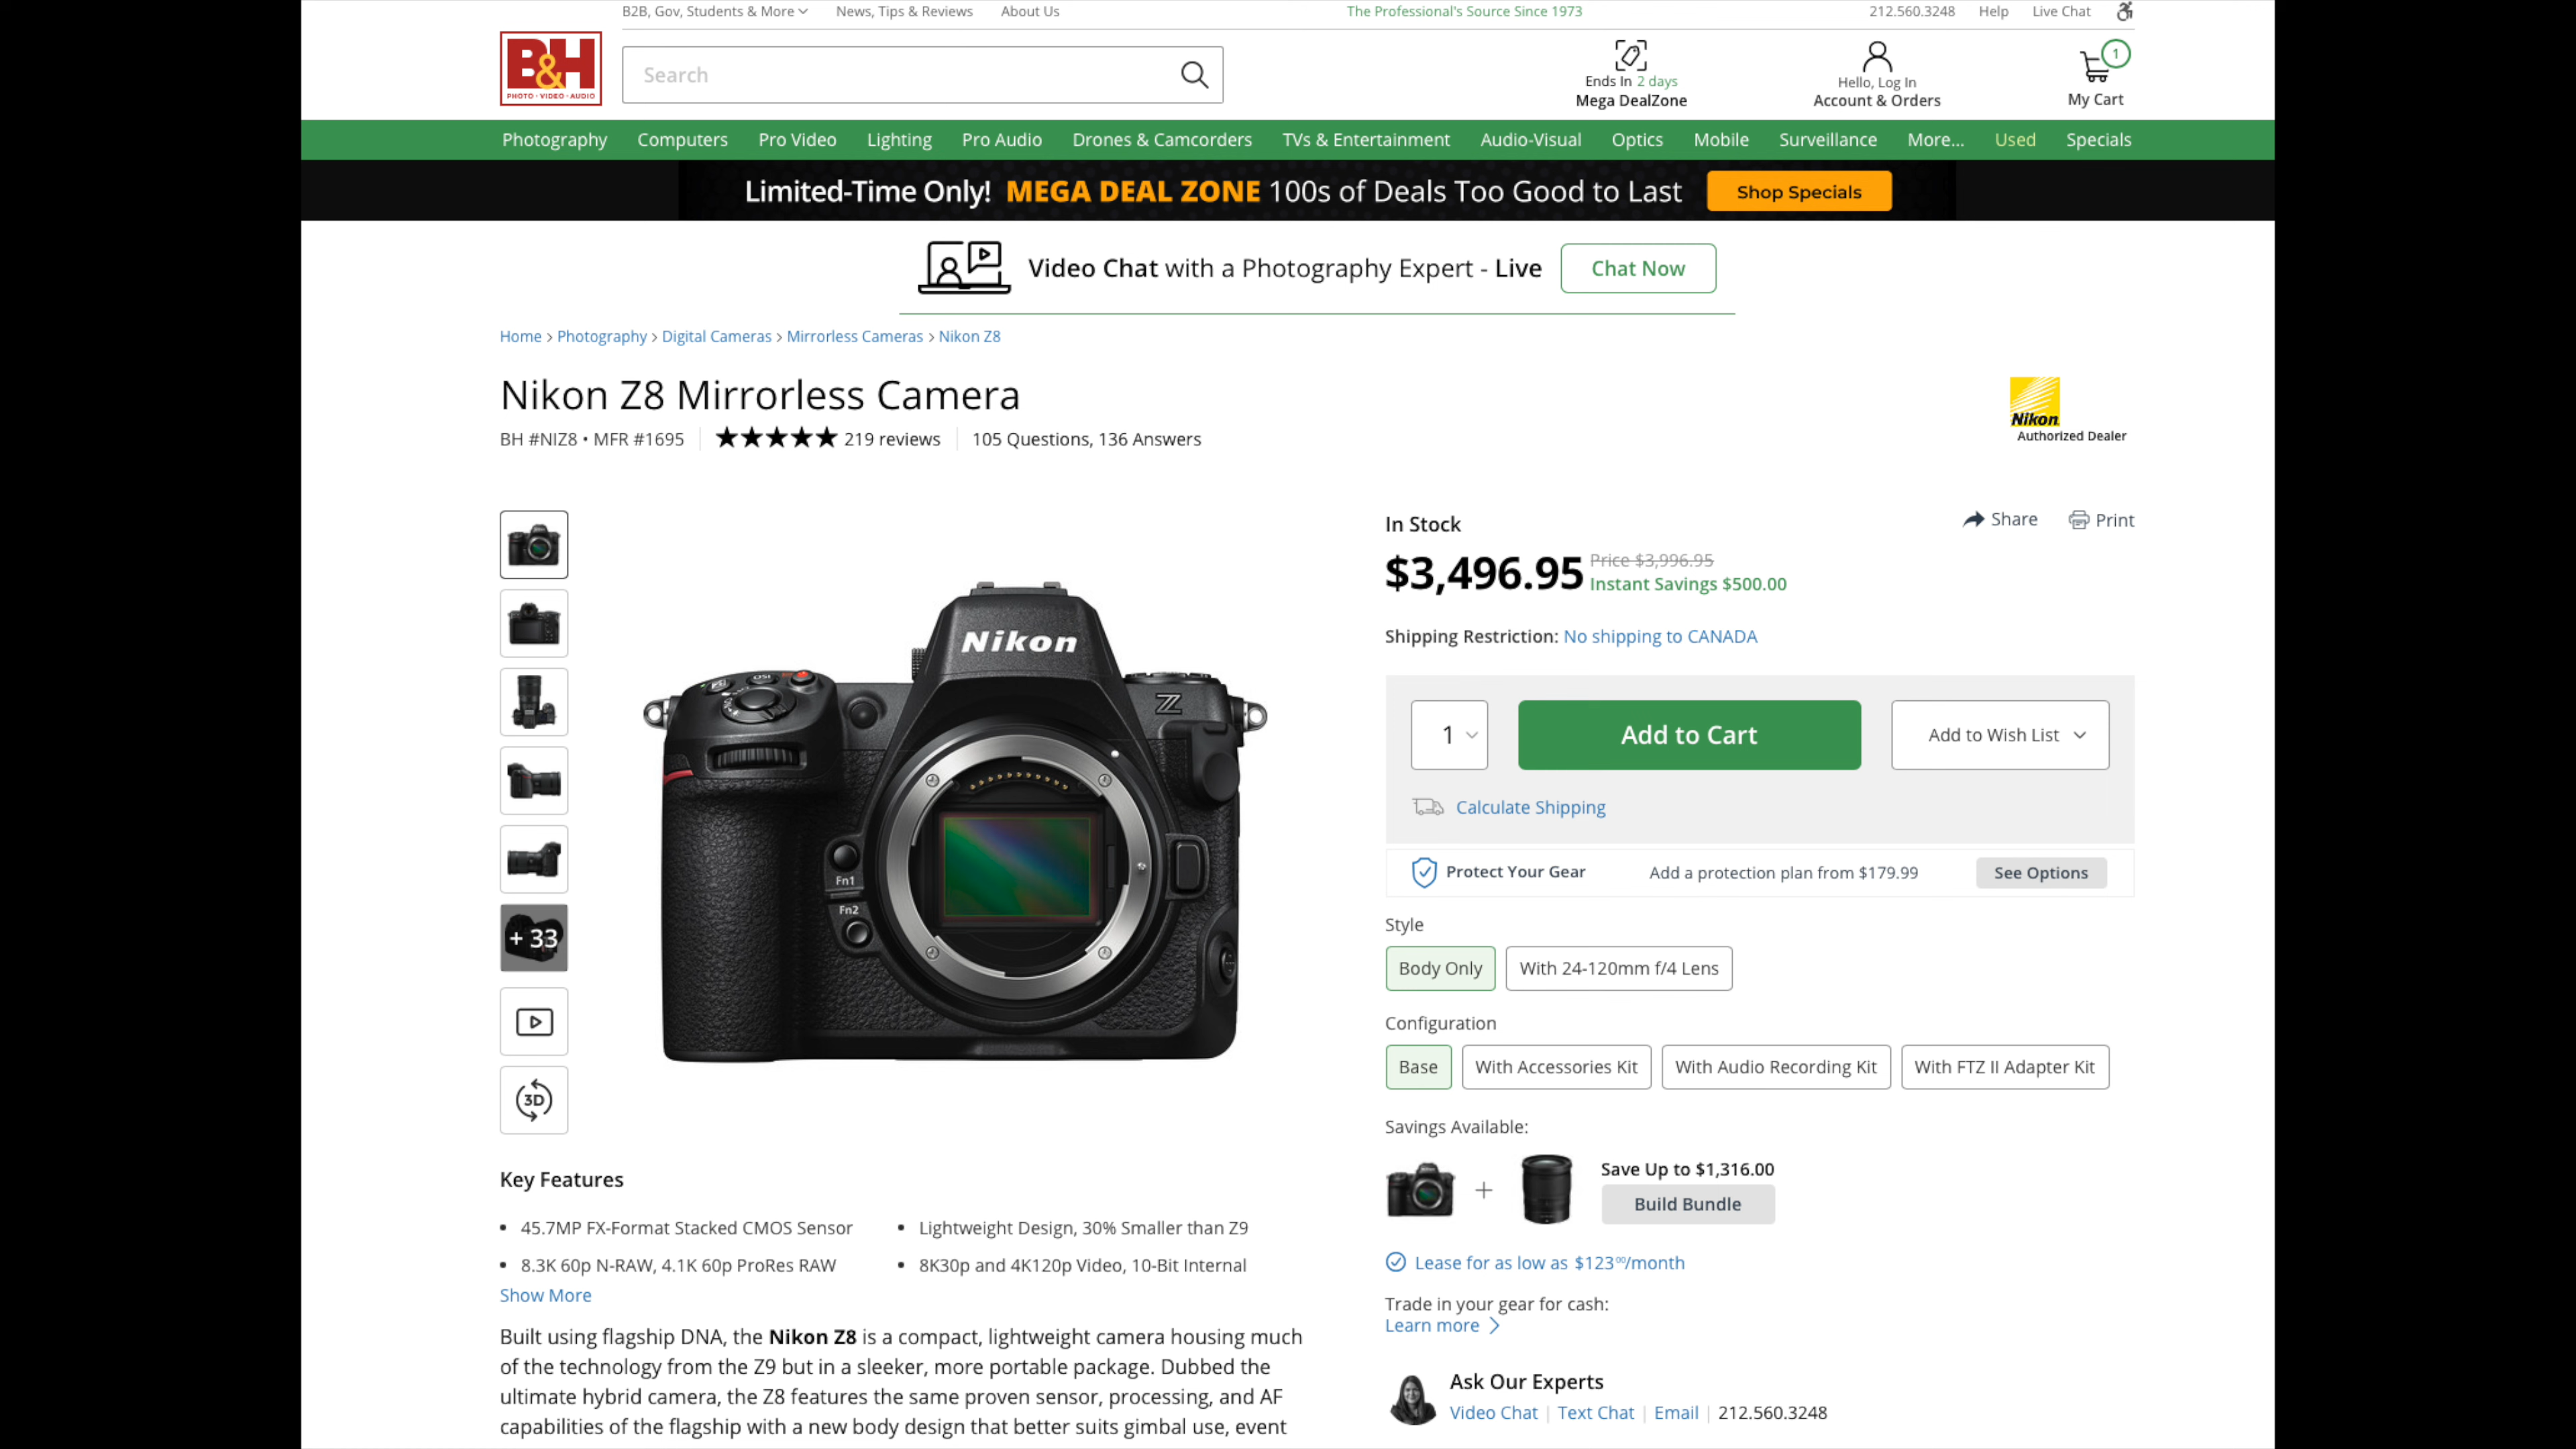 B2B, Gov, Students & More News, Tips & Reviews About Us The Professional's Source Since 1973 212.560.3248 Help Live Chat
B&H
PHOTO · VIDEO · AUDIO
Search
Ends In 2 days
Mega DealZone
Hello, Log In
Account & Orders
1
My Cart
Photography Computers Pro Video Lighting Pro Audio Drones & Camcorders TVs & Entertainment Audio-Visual Optics Mobile Surveillance More... Used Specials
Limited-Time Only! MEGA DEAL ZONE 100s of Deals Too Good to Last Shop Specials
Video Chat with a Photography Expert - Live Chat Now
Home > Photography > Digital Cameras > Mirrorless Cameras > Nikon Z8
Nikon Z8 Mirrorless Camera
BH #NIZ8 • MFR #1695 219 reviews 105 Questions, 136 Answers
Nikon
Authorized Dealer
+ 33
3D
Nikon
ISO
Z
Fn1
Fn2
In Stock
Share Print
$3,496.95 Price $3,996.95
Instant Savings $500.00
Shipping Restriction: No shipping to CANADA
1 Add to Cart Add to Wish List
Calculate Shipping
Protect Your Gear Add a protection plan from $179.99 See Options
Style
Body Only With 24-120mm f/4 Lens
Configuration
Base With Accessories Kit With Audio Recording Kit With FTZ II Adapter Kit
Savings Available:
+ Save Up to $1,316.00
Build Bundle
Lease for as low as $123.00/month
Trade in your gear for cash:
Learn more >
Ask Our Experts
Video Chat | Text Chat | Email | 212.560.3248
Key Features
• 45.7MP FX-Format Stacked CMOS Sensor
• 8.3K 60p N-RAW, 4.1K 60p ProRes RAW
• Lightweight Design, 30% Smaller than Z9
• 8K30p and 4K120p Video, 10-Bit Internal
Show More
Built using flagship DNA, the Nikon Z8 is a compact, lightweight camera housing much
of the technology from the Z9 but in a sleeker, more portable package. Dubbed the
ultimate hybrid camera, the Z8 features the same proven sensor, processing, and AF
capabilities of the flagship with a new body design that better suits gimbal use, event